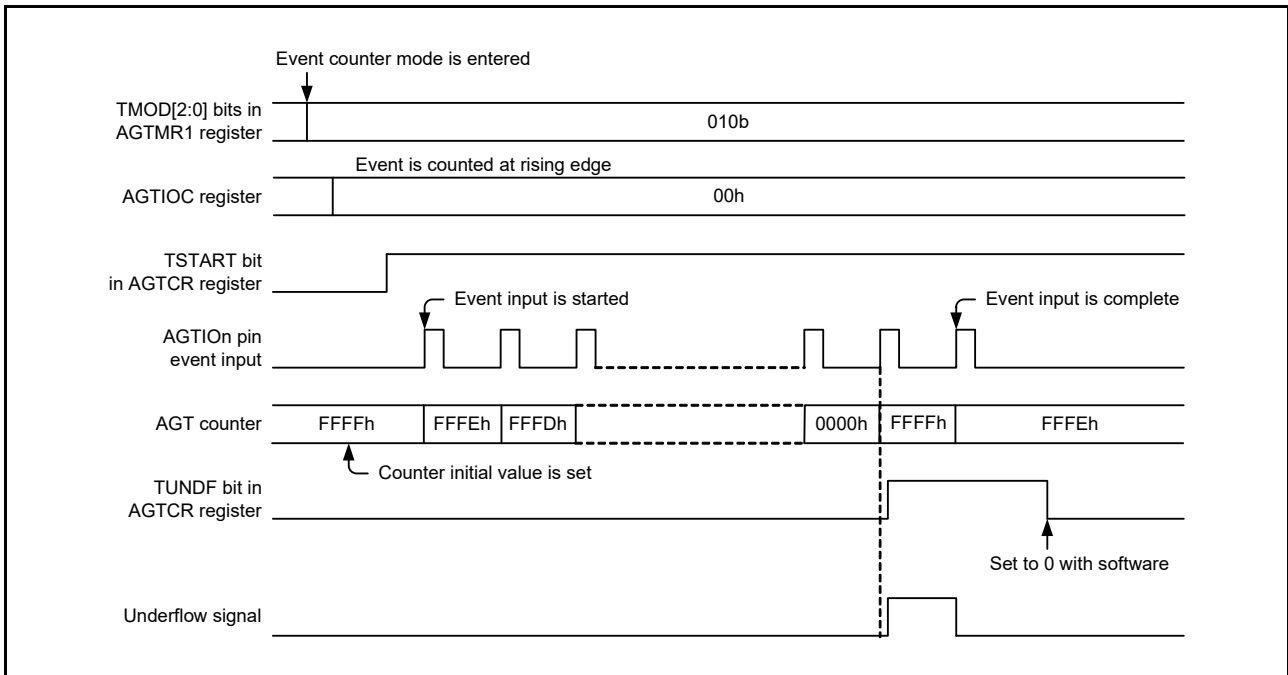 Event counter mode is entered
TMOD[2:0] bits in
AGTMR1 register
010b
Event is counted at rising edge
AGTIOC register
00h
TSTART bit
in AGTCR register
Event input is started
Event input is complete
AGTIOn pin
event input
AGT counter
FFFFh
FFFEh
FFFDh
0000h
FFFFh
FFFEh
Counter initial value is set
TUNDF bit in
AGTCR register
Set to 0 with software
Underflow signal